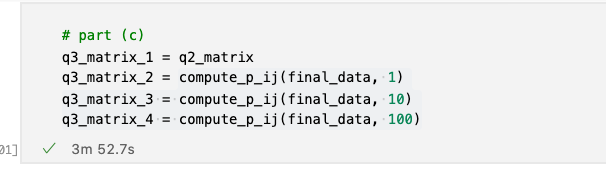 # part (c)
q3_matrix_1 = q2_matrix
q3_matrix_2 = compute_p_ij(final_data, 1)
q3_matrix_3 = compute_p_ij(final_data, 10)
q3_matrix_4 = compute_p_ij(final_data, 100)
01] ✓ 3m 52.7s